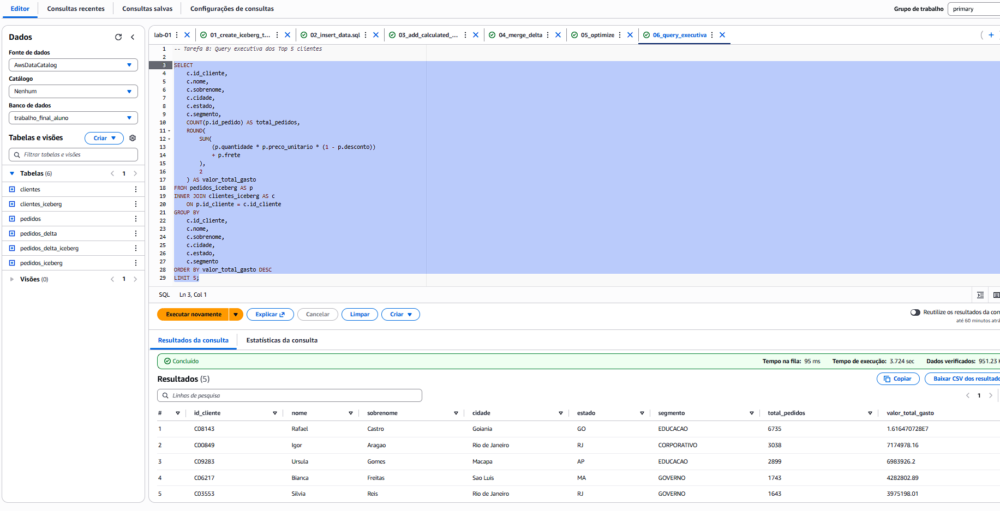 Editor
Consultas recentes
Consultas salvas
Configurações de consultas
Grupo de trabalho
primary
Dados
Fonte de dados
AwsDataCatalog
Catálogo
Nenhum
Banco de dados
trabalho_final_aluno
Tabelas e visões
Criar
Filtrar tabelas e visões
Tabelas (6)
1
clientes
clientes_iceberg
pedidos
pedidos_delta
pedidos_delta_iceberg
pedidos_iceberg
Visões (0)
1
lab-01
01_create_iceberg_t...
02_insert_data.sql
03_add_calculated_...
04_merge_delta
05_optimize
06_query_executiva
1 -- Tarefa 8: Query executiva dos Top 5 clientes
2
3 SELECT
4 c.id_cliente,
5 c.nome,
6 c.sobrenome,
7 c.cidade,
8 c.estado,
9 c.segmento,
10 COUNT(p.id_pedido) AS total_pedidos,
11 ROUND(
12 SUM(
13 (p.quantidade * p.preco_unitario * (1 - p.desconto))
14 + p.frete
15 ),
16 2
17 ) AS valor_total_gasto
18 FROM pedidos_iceberg AS p
19 INNER JOIN clientes_iceberg AS c
20 ON p.id_cliente = c.id_cliente
21 GROUP BY
22 c.id_cliente,
23 c.nome,
24 c.sobrenome,
25 c.cidade,
26 c.estado,
27 c.segmento
28 ORDER BY valor_total_gasto DESC
29 LIMIT 5;
SQL Ln 3, Col 1
Executar novamente
Explicar
Cancelar
Limpar
Criar
Reutilize os resultados da con
até 60 minutos atrá
Resultados da consulta
Estatísticas da consulta
Concluído
Tempo na fila: 95 ms
Tempo de execução: 3.724 sec
Dados verificados: 951.23
Resultados (5)
Copiar
Baixar CSV dos resultado
Linhas de pesquisa
1
# id_cliente nome sobrenome cidade estado segmento total_pedidos valor_total_gasto
1 C08143 Rafael Castro Goiania GO EDUCACAO 6735 1.616470728E7
2 C00849 Igor Aragao Rio de Janeiro RJ CORPORATIVO 3038 7174978.16
3 C09283 Ursula Gomes Macapa AP EDUCACAO 2899 6983926.2
4 C06217 Bianca Freitas Sao Luis MA GOVERNO 1743 4282802.89
5 C03553 Silvia Reis Rio de Janeiro RJ GOVERNO 1643 3975198.01